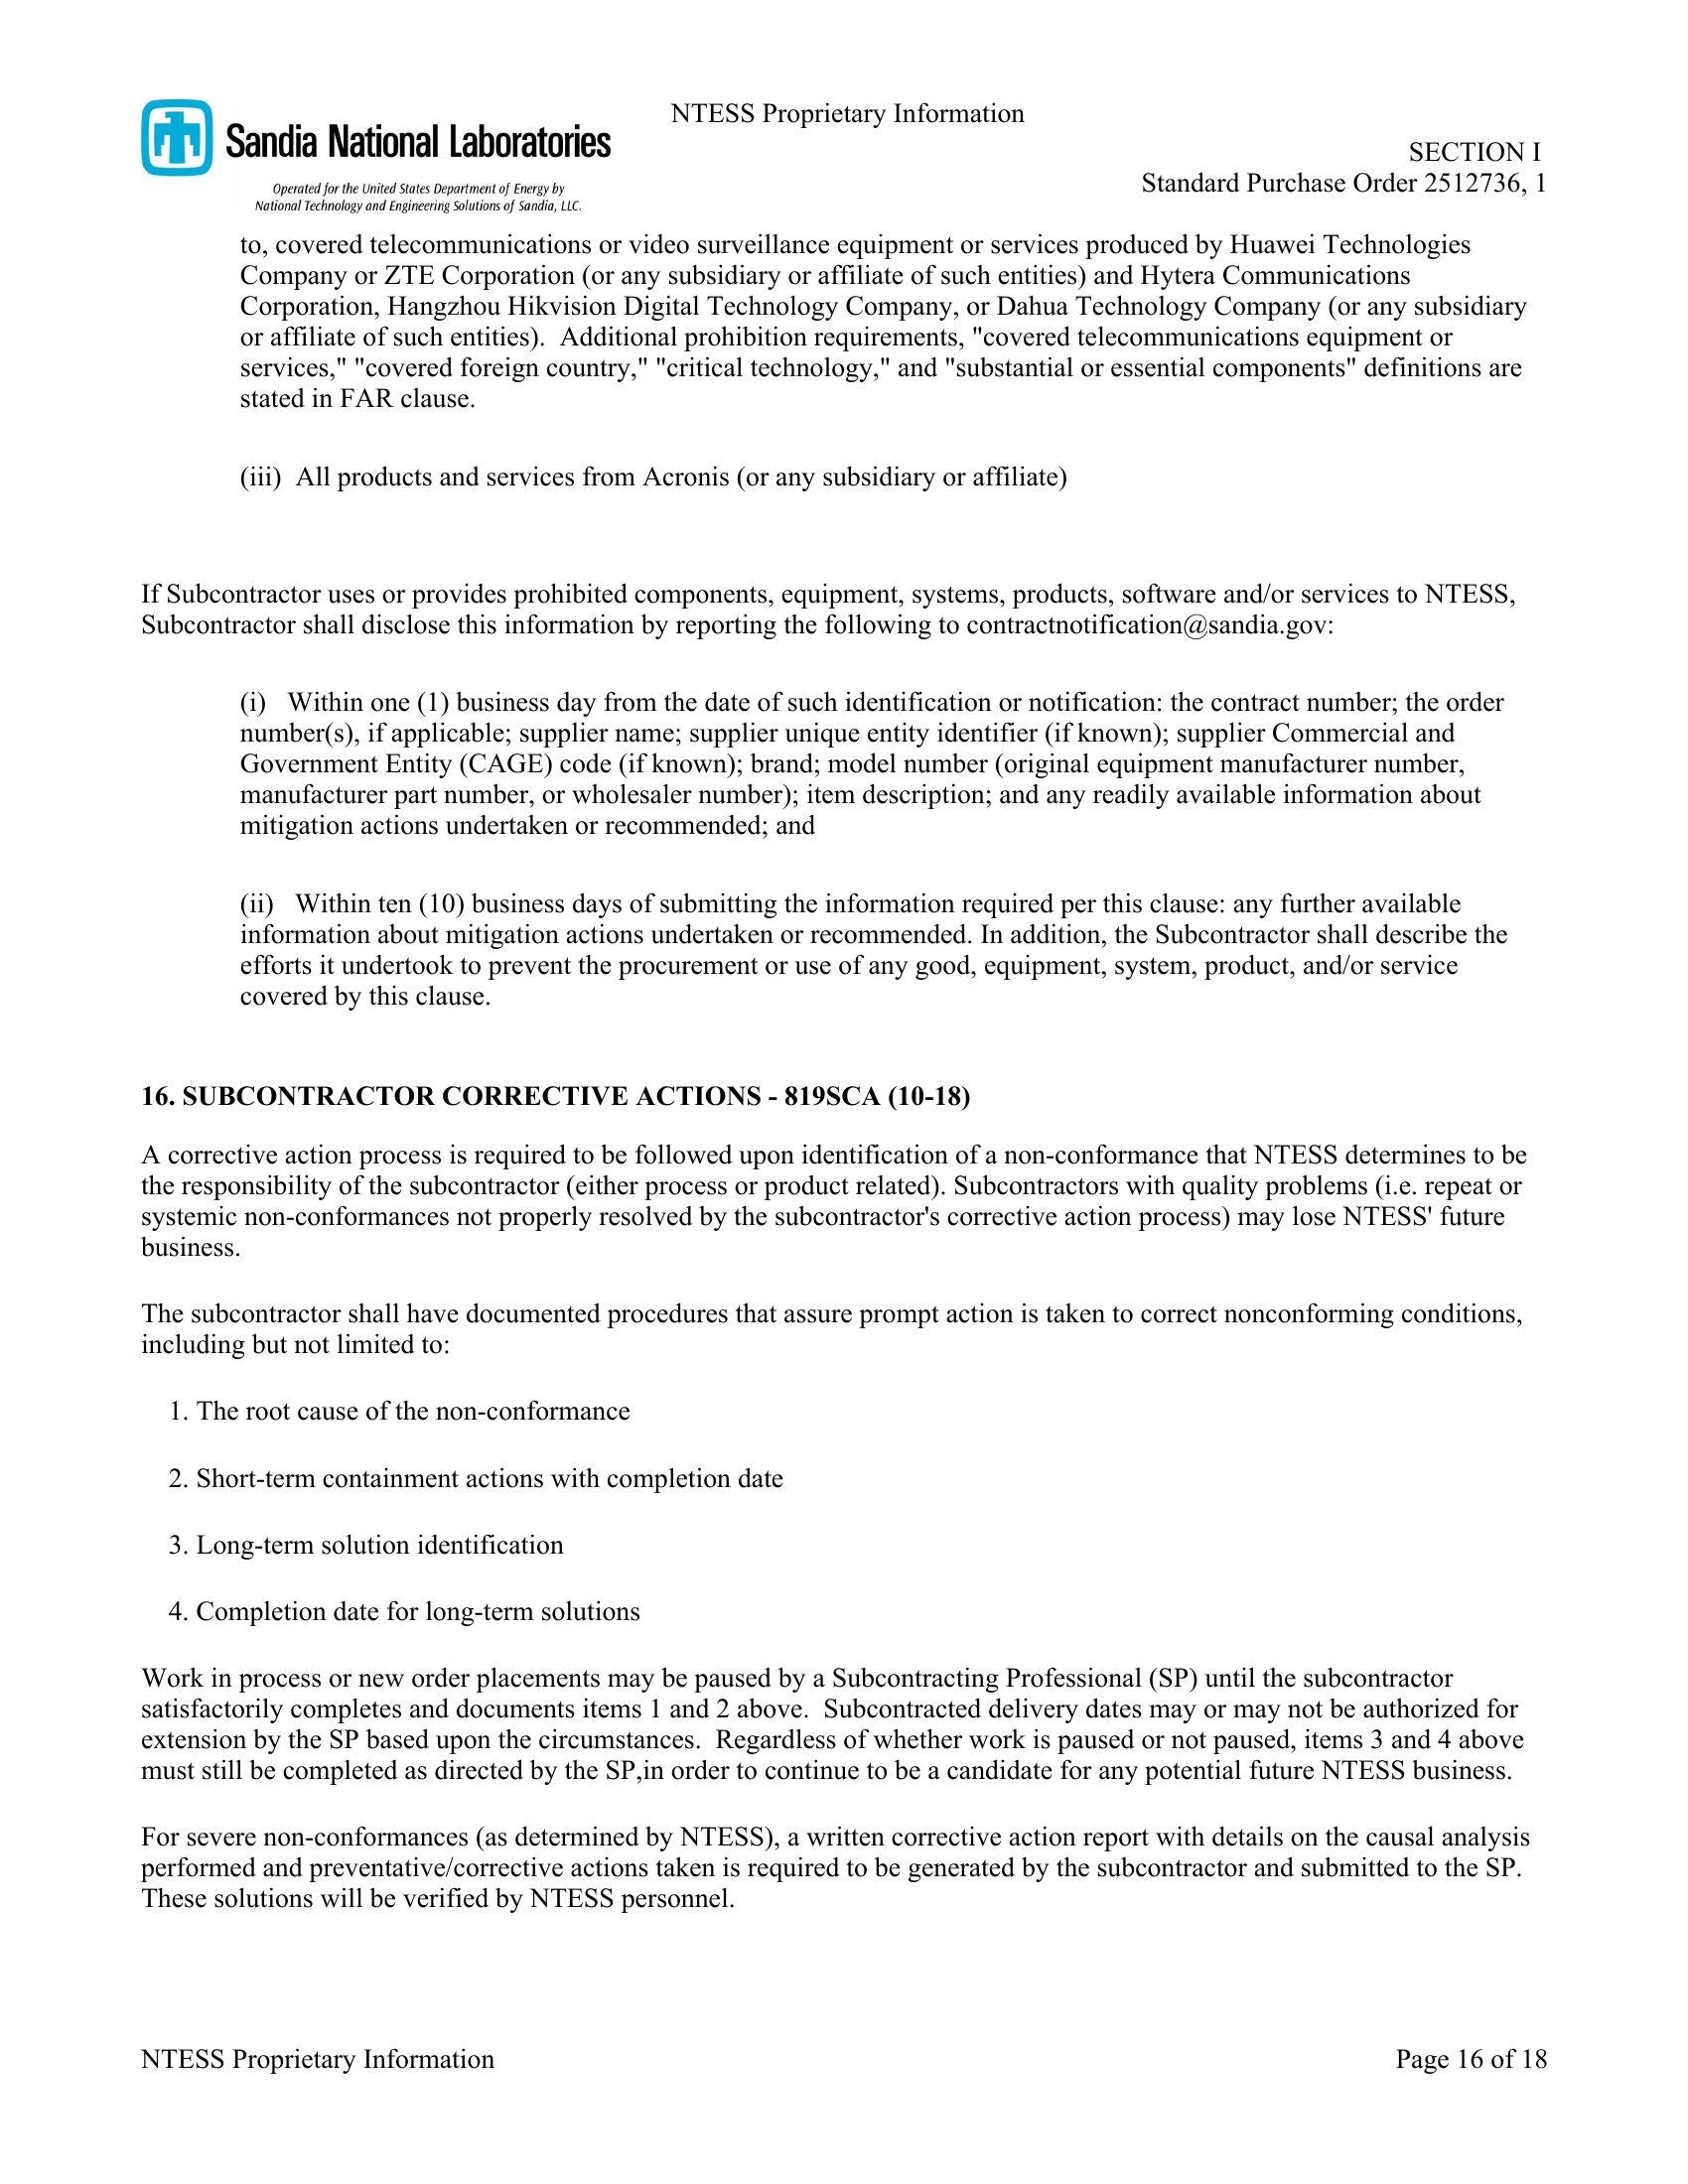 NTESS Proprietary Information
Sandia National Laboratories
Operated for the United States Department of Energy by
National Technology and Engineering Solutions of Sandia, LLC.
SECTION I
Standard Purchase Order 2512736, 1
to, covered telecommunications or video surveillance equipment or services produced by Huawei Technologies
Company or ZTE Corporation (or any subsidiary or affiliate of such entities) and Hytera Communications
Corporation, Hangzhou Hikvision Digital Technology Company, or Dahua Technology Company (or any subsidiary
or affiliate of such entities).  Additional prohibition requirements, "covered telecommunications equipment or
services," "covered foreign country," "critical technology," and "substantial or essential components" definitions are
stated in FAR clause.
(iii)  All products and services from Acronis (or any subsidiary or affiliate)
If Subcontractor uses or provides prohibited components, equipment, systems, products, software and/or services to NTESS,
Subcontractor shall disclose this information by reporting the following to contractnotification@sandia.gov:
(i)   Within one (1) business day from the date of such identification or notification: the contract number; the order
number(s), if applicable; supplier name; supplier unique entity identifier (if known); supplier Commercial and
Government Entity (CAGE) code (if known); brand; model number (original equipment manufacturer number,
manufacturer part number, or wholesaler number); item description; and any readily available information about
mitigation actions undertaken or recommended; and
(ii)   Within ten (10) business days of submitting the information required per this clause: any further available
information about mitigation actions undertaken or recommended. In addition, the Subcontractor shall describe the
efforts it undertook to prevent the procurement or use of any good, equipment, system, product, and/or service
covered by this clause.
16. SUBCONTRACTOR CORRECTIVE ACTIONS - 819SCA (10-18)
A corrective action process is required to be followed upon identification of a non-conformance that NTESS determines to be
the responsibility of the subcontractor (either process or product related). Subcontractors with quality problems (i.e. repeat or
systemic non-conformances not properly resolved by the subcontractor's corrective action process) may lose NTESS' future
business.
The subcontractor shall have documented procedures that assure prompt action is taken to correct nonconforming conditions,
including but not limited to:
1. The root cause of the non-conformance
2. Short-term containment actions with completion date
3. Long-term solution identification
4. Completion date for long-term solutions
Work in process or new order placements may be paused by a Subcontracting Professional (SP) until the subcontractor
satisfactorily completes and documents items 1 and 2 above.  Subcontracted delivery dates may or may not be authorized for
extension by the SP based upon the circumstances.  Regardless of whether work is paused or not paused, items 3 and 4 above
must still be completed as directed by the SP,in order to continue to be a candidate for any potential future NTESS business.
For severe non-conformances (as determined by NTESS), a written corrective action report with details on the causal analysis
performed and preventative/corrective actions taken is required to be generated by the subcontractor and submitted to the SP.
These solutions will be verified by NTESS personnel.
NTESS Proprietary Information
Page 16 of 18